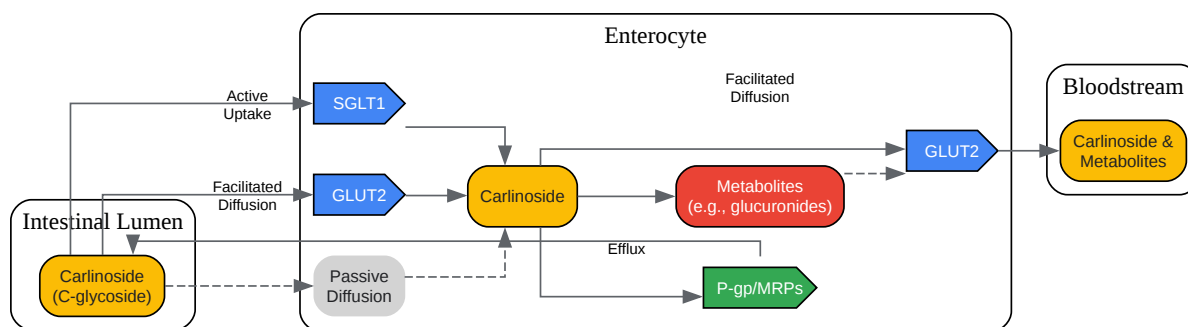 Enterocyte
Bloodstream
Active
Uptake
SGLT1
Facilitated
Diffusion
GLUT2
Carlinoside &
Metabolites
Facilitated
Diffusion
GLUT2
Carlinoside
Metabolites
(e.g., glucuronides)
Intestinal Lumen
Carlinoside
(C-glycoside)
Passive
Diffusion
Efflux
P-gp/MRPs